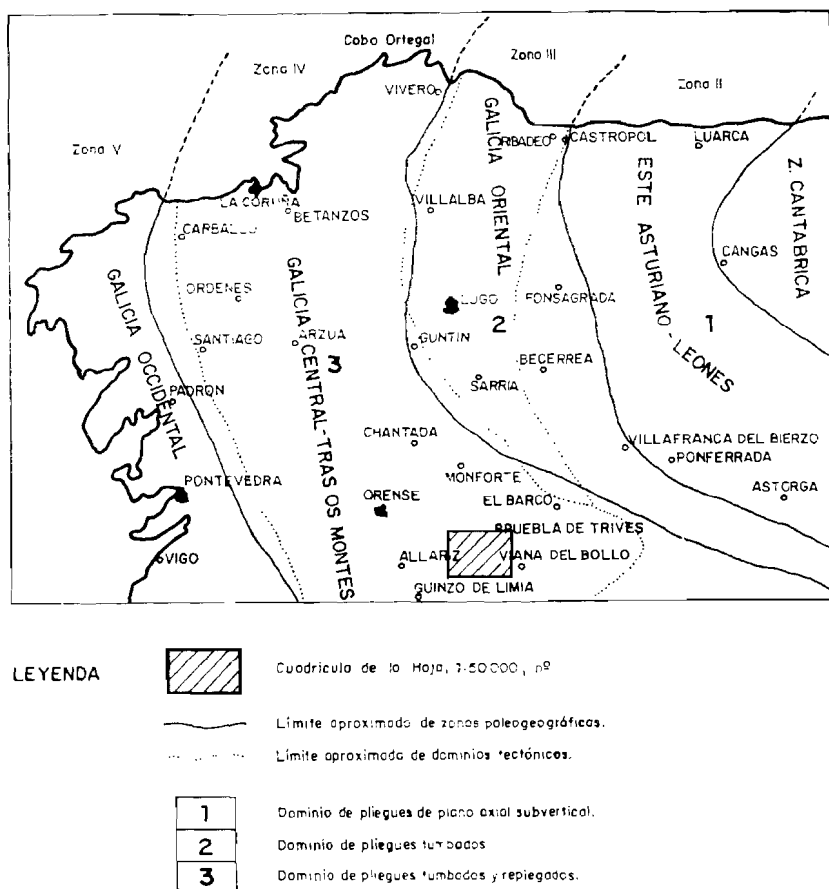 Cabo Ortegal
Zona III
Zona IV
Zona II
VIVERO
GALICIA ORIENTAL
RIBADEO
CASTROPOL
LUARCA
Zona V
ESTE ASTURIANO-LEONES
Z. CANTABRICA
LA CORUÑA
BETANZOS
VILLALBA
CARBALLO
CANGAS
GALICIA OCCIDENTAL
ORDENES
GALICIA CENTRAL-TRAS OS MONTES
LUGO
FONSAGRADA
2
1
SANTIAGO
ARZUA
3
GUNTIN
BECERREA
SARRIA
PADRON
CHANTADA
VILLAFRANCA DEL BIERZO
PONFERRADA
MONFORTE
PONTEVEDRA
ORENSE
EL BARCO
ASTORGA
PUEBLA DE TRIVES
VIGO
ALLARIZ
VIANA DEL BOLLO
GUINZO DE LIMIA
LEYENDA
Cuadrícula de la Hoja, 1·50000, nº
Límite aproximado de zonas paleogeográficas.
Límite aproximado de dominios tectónicos.
1 Dominio de pliegues de plano axial subvertical.
2 Dominio de pliegues tumbados
3 Dominio de pliegues tumbados y replegados.